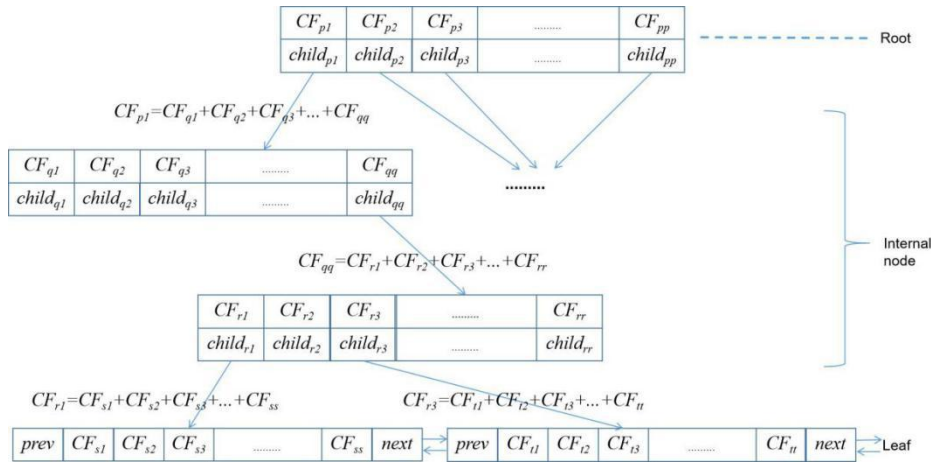 CFp1 CFp2 CFp3 ......... CFpp
Root
childp1 childp2 childp3 ......... childpp
CFp1=CFq1+CFq2+CFq3+...+CFqq
CFq1 CFq2 CFq3 ......... CFqq
childq1 childq2 childq3 ......... childqq
.........
Internal
node
CFqq=CFr1+CFr2+CFr3+...+CFrr
CFr1 CFr2 CFr3 ......... CFrr
childr1 childr2 childr3 ......... childrr
CFr1=CFs1+CFs2+CFs3+...+CFss
CFr3=CFt1+CFt2+CFt3+...+CFtt
prev CFs1 CFs2 CFs3 ......... CFss next prev CFt1 CFt2 CFt3 ......... CFtt next Leaf